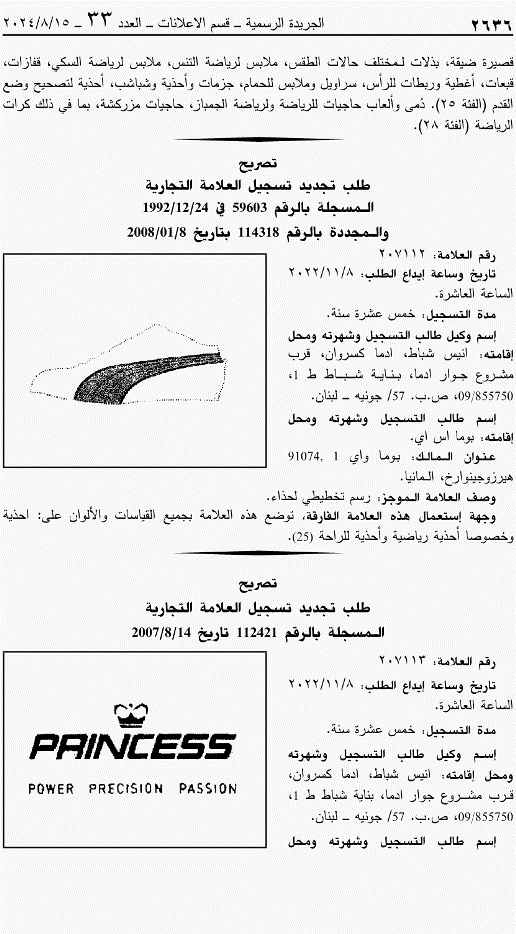 ٢٦٣٦
الجريدة الرسمية – قسم الاعلانات – العدد ٣٣ – ٢٠٢٤/٨/١٥
قصيرة ضيقة، بذلات لمختلف حالات الطقس، ملابس لرياضة التنس، ملابس لرياضة السكي، قفازات،
قبعات، أغطية وربطات للرأس، سراويل وملابس للحمام، جزمات وأحذية وشباشب، أحذية لتصحيح وضع
القدم (الفئة ٢٥). دُمى وألعاب حاجيات للرياضة ولرياضة الجمباز، حاجيات مزركشة، بما في ذلك كرات
الرياضة (الفئة ٢٨).
تصريح
طلب تجديد تسجيل العلامة التجارية
المسجلة بالرقم 59603 في 1992/12/24
والمجددة بالرقم 114318 بتاريخ 2008/01/8
رقم العلامة: ٢٠٧١١٢
تاريخ وساعة إيداع الطلب: ٢٠٢٢/١١/٨
الساعة العاشرة.
مدة التسجيل: خمس عشرة سنة.
إسم وكيل طالب التسجيل وشهرته ومحل
إقامته: انيس شباط، ادما كسروان، قرب
مشروع جوار ادما، بناية شباط ط 1،
09/855750، ص.ب. 57/ جونيه – لبنان.
إسم طالب التسجيل وشهرته ومحل
إقامته: بوما اس اي.
عنوان المالك: بوما واي 1 ,91074
هيرزوجينوارخ، المانيا.
وصف العلامة الموجز: رسم تخطيطي لحذاء.
وجهة إستعمال هذه العلامة الفارقة، توضع هذه العلامة بجميع القياسات والألوان على: احذية
وخصوصا أحذية رياضية وأحذية للراحة (25).
تصريح
طلب تجديد تسجيل العلامة التجارية
المسجلة بالرقم 112421 تاريخ 2007/8/14
رقم العلامة: ٢٠٧١١٣
تاريخ وساعة إيداع الطلب: ٢٠٢٢/١١/٨
الساعة العاشرة.
مدة التسجيل: خمس عشرة سنة.
إسم وكيل طالب التسجيل وشهرته
ومحل إقامته: انيس شباط، ادما كسروان،
قرب مشروع جوار ادما، بناية شباط ط 1،
09/855750، ص.ب. 57/ جونيه – لبنان.
إسم طالب التسجيل وشهرته ومحل
PRINCESS
POWER PRECISION PASSION